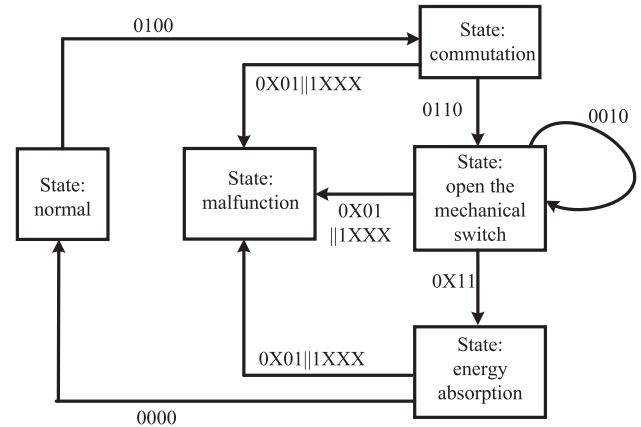 0100
State:
commutation
0X01||1XXX
0110
0010
State:
normal
State:
malfunction
State:
open the
mechanical
switch
0X01
||1XXX
0X11
State:
energy
absorption
0X01||1XXX
0000